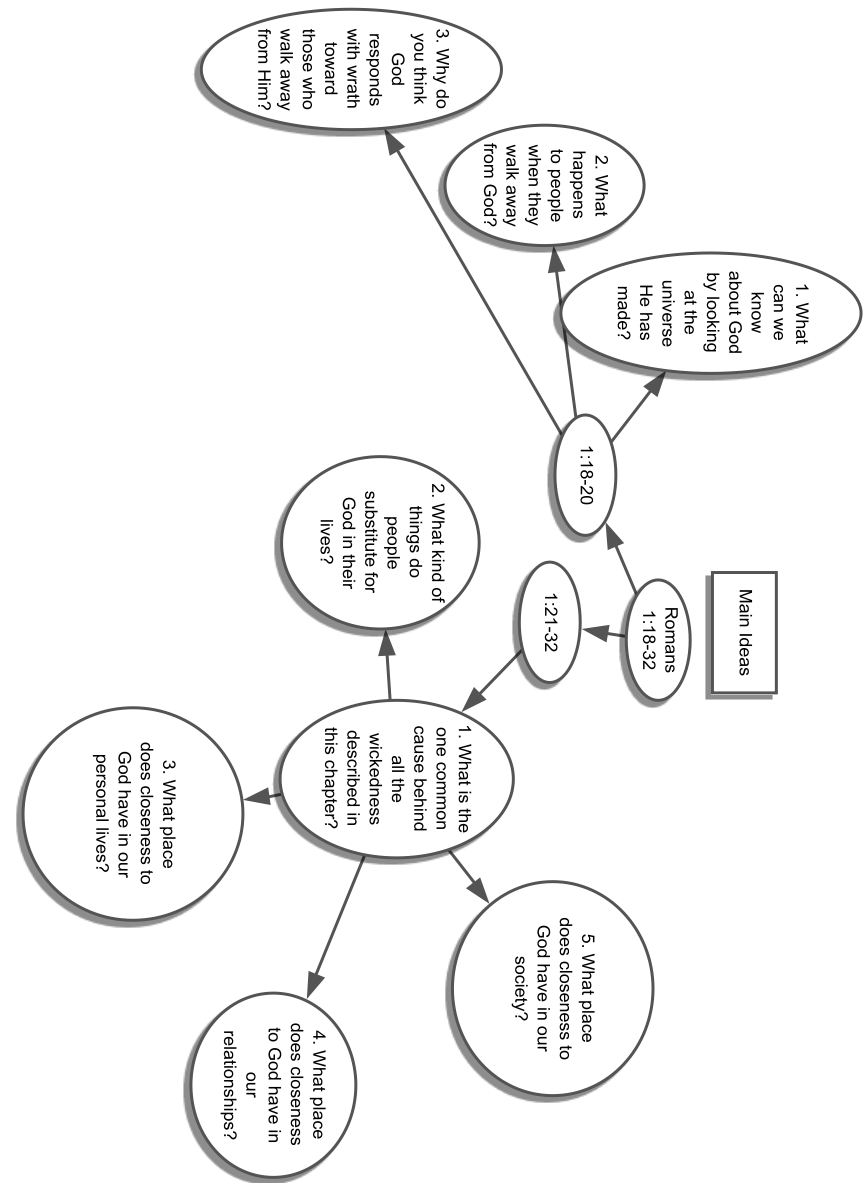 Main Ideas
Romans
1:18-32
1:18-20
1. What
can we
know
about God
by looking
at the
universe
He has
made?
2. What
happens
to people
when they
walk away
from God?
3. Why do
you think
God
responds
with wrath
toward
those who
walk away
from Him?
1:21-32
1. What is the
one common
cause behind
all the
wickedness
described in
this chapter?
2. What kind of
things do
people
substitute for
God in their
lives?
3. What place
does closeness to
God have in our
personal lives?
4. What place
does closeness
to God have in
our
relationships?
5. What place
does closeness to
God have in our
society?